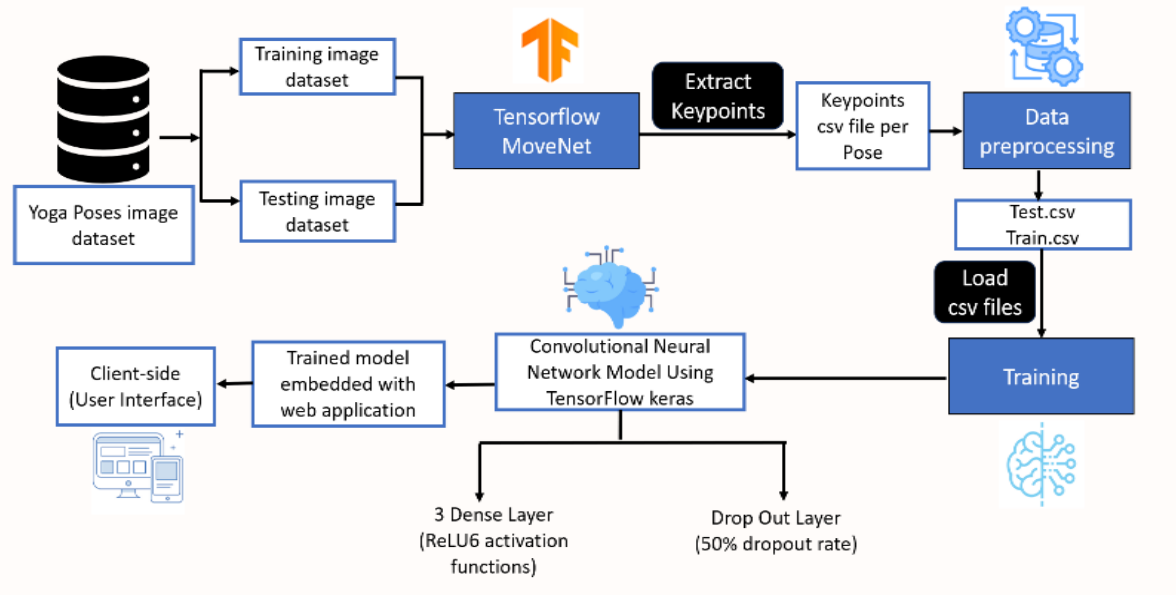 Training image
dataset
Testing image
dataset
Yoga Poses image
dataset
Tensorflow
MoveNet
Extract
Keypoints
Keypoints
csv file per
Pose
Data
preprocessing
Test.csv
Train.csv
Load
csv files
Training
Convolutional Neural
Network Model Using
TensorFlow keras
Trained model
embedded with
web application
Client-side
(User Interface)
3 Dense Layer
(ReLU6 activation
functions)
Drop Out Layer
(50% dropout rate)